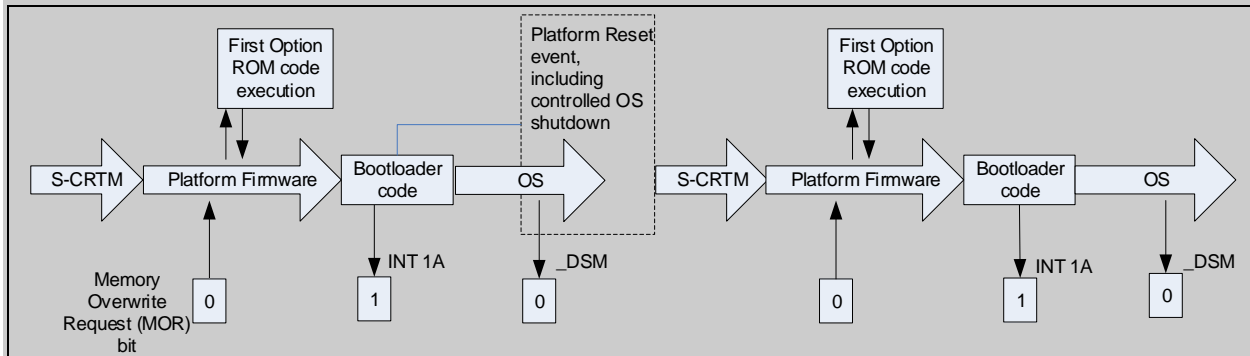 First Option
ROM code
execution
Platform Reset
event,
including
controlled OS
shutdown
First Option
ROM code
execution
S-CRTM
Platform Firmware
Bootloader
code
OS
S-CRTM
Platform Firmware
Bootloader
code
OS
INT 1A
_DSM
INT 1A
_DSM
Memory
Overwrite
Request (MOR)
bit
0
1
0
0
1
0